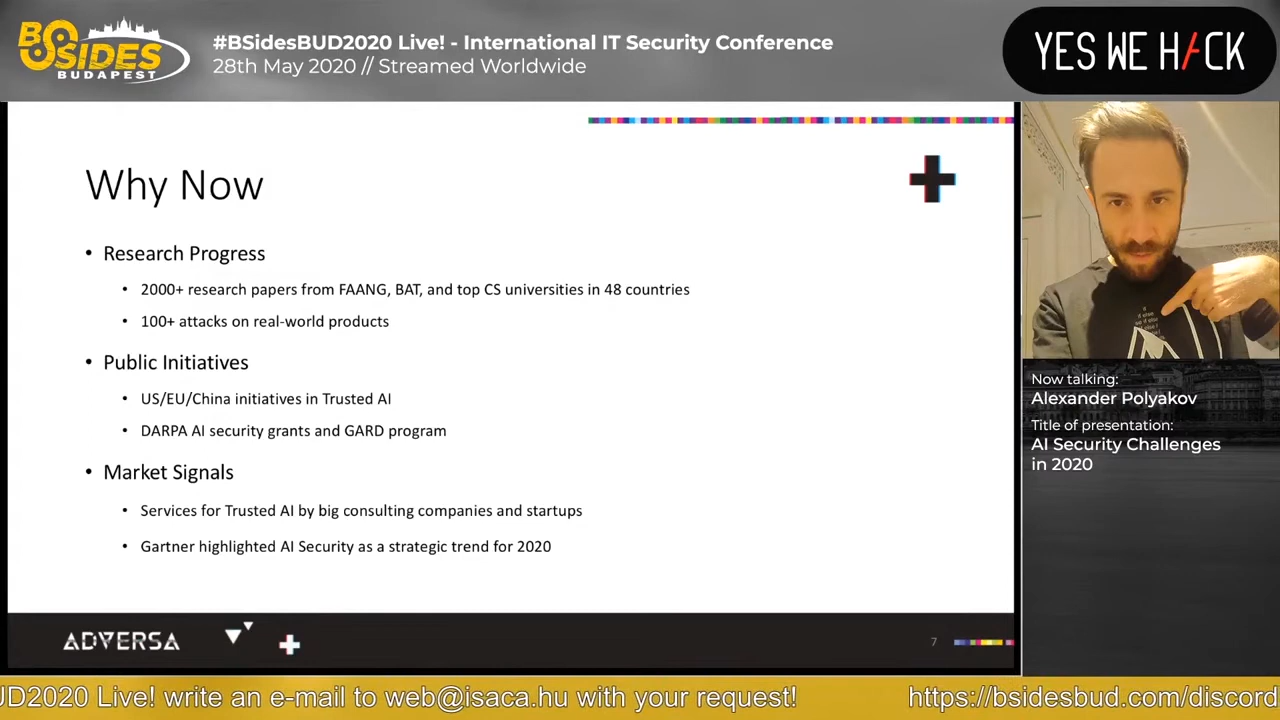 BSIDES
BUDAPEST
#BSidesBUD2020 Live! - International IT Security Conference
28th May 2020 // Streamed Worldwide
YES WE H/CK
Why Now
• Research Progress
• 2000+ research papers from FAANG, BAT, and top CS universities in 48 countries
• 100+ attacks on real-world products
• Public Initiatives
• US/EU/China initiatives in Trusted AI
• DARPA AI security grants and GARD program
• Market Signals
• Services for Trusted AI by big consulting companies and startups
• Gartner highlighted AI Security as a strategic trend for 2020
ADVERSA
7
Now talking:
Alexander Polyakov
Title of presentation:
AI Security Challenges
in 2020
UD2020 Live! write an e-mail to web@isaca.hu with your request! https://bsidesbud.com/discord